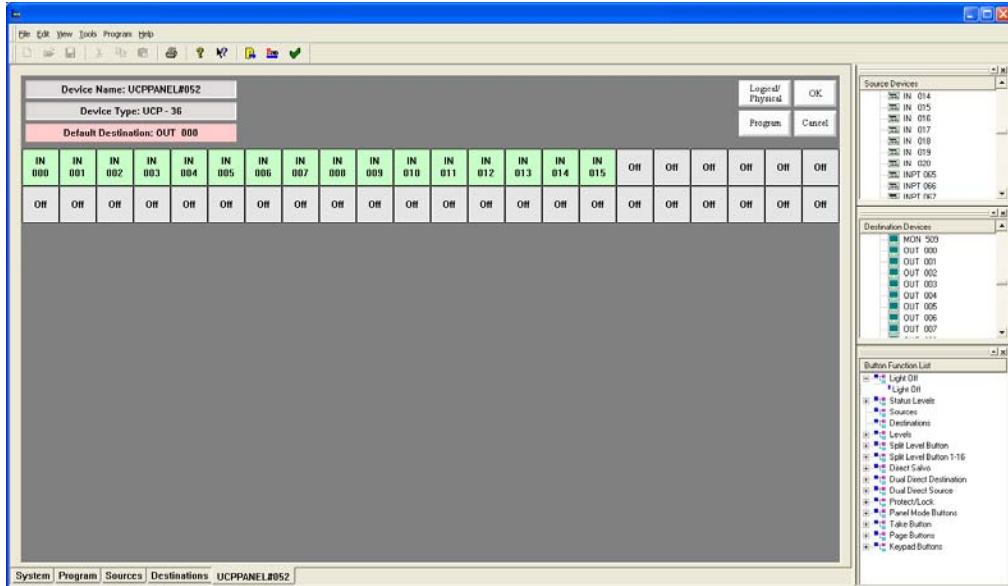 File Edit View Tools Program Help
Device Name: UCPPANEL#052
Device Type: UCP - 36
Default Destination: OUT 000
Logical/
Physical
OK
Program
Cancel
IN 000 IN 001 IN 002 IN 003 IN 004 IN 005 IN 006 IN 007 IN 008 IN 009 IN 010 IN 011 IN 012 IN 013 IN 014 IN 015 Off Off Off Off Off Off
Off Off Off Off Off Off Off Off Off Off Off Off Off Off Off Off Off Off Off Off Off Off
System Program Sources Destinations UCPPANEL#052
Source Devices
IN 014
IN 015
IN 016
IN 017
IN 018
IN 019
IN 020
INPT 065
INPT 066
INPT 067
Destination Devices
MON 509
OUT 000
OUT 001
OUT 002
OUT 003
OUT 004
OUT 005
OUT 006
OUT 007
Button Function List
Light Off
Light Off
Status Levels
Sources
Destinations
Levels
Split Level Button
Split Level Button 1-16
Direct Salvo
Dual Direct Destination
Dual Direct Source
Protect/Lock
Panel Mode Buttons
Take Button
Page Buttons
Keypad Buttons